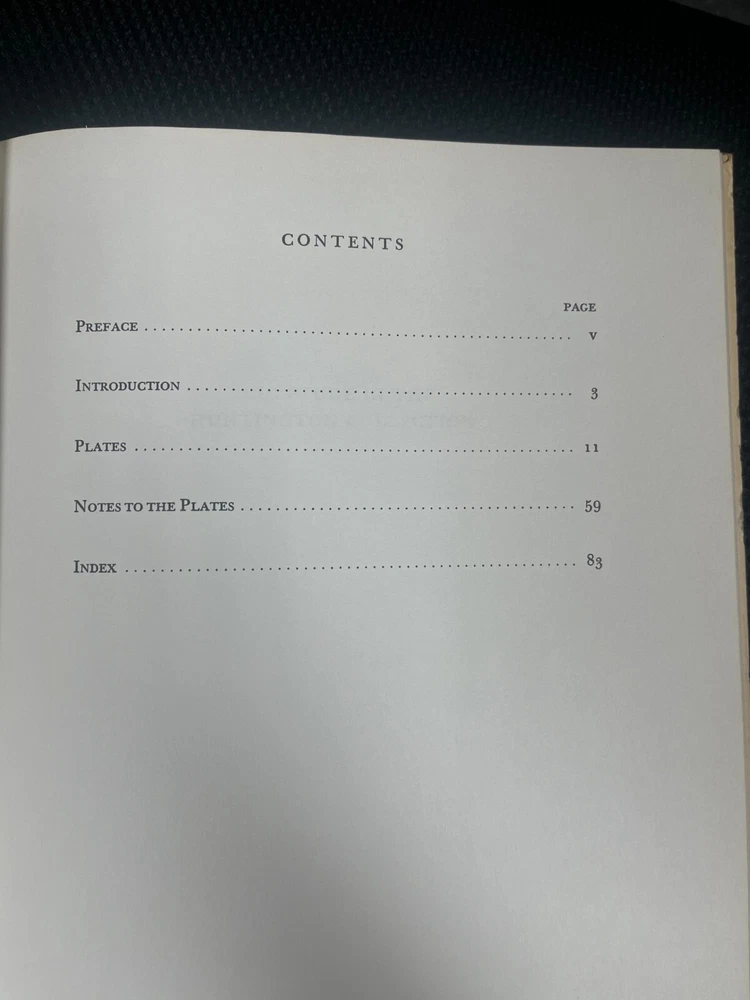 CONTENTS
PAGE
PREFACE ........................................................ v
INTRODUCTION ................................................ 3
PLATES ........................................................ 11
NOTES TO THE PLATES ...................................... 59
INDEX .......................................................... 83